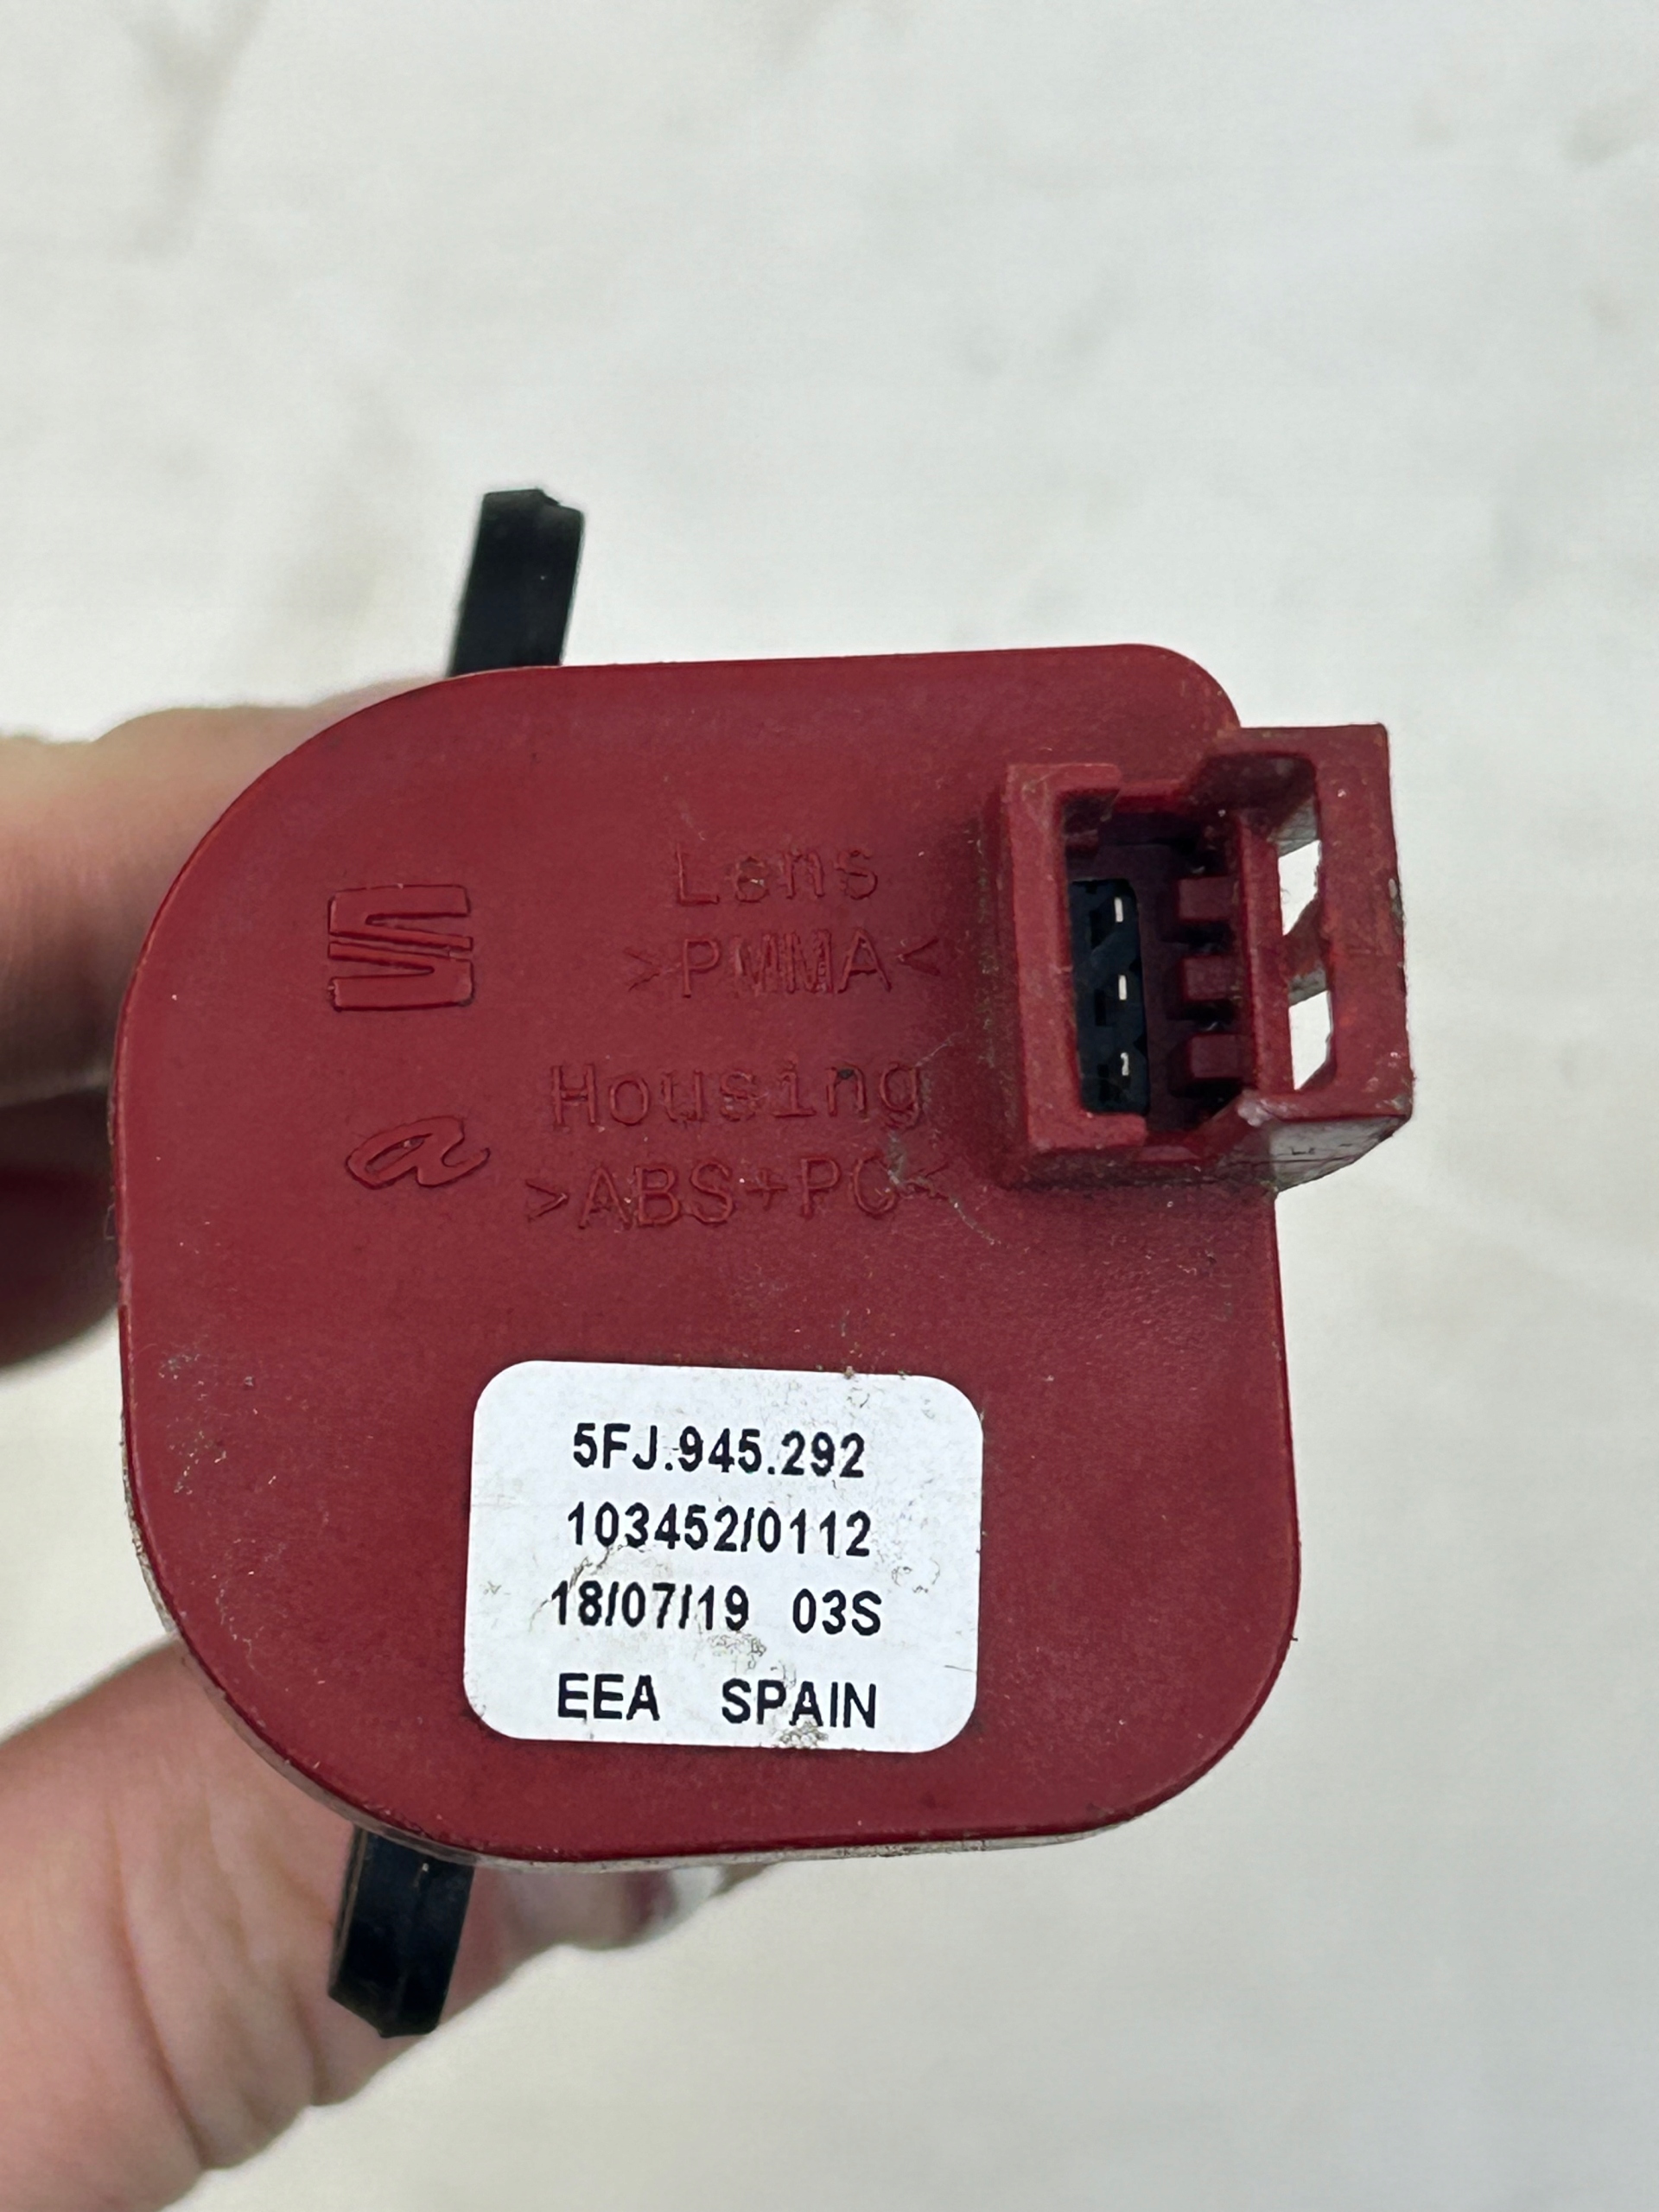 Lens
>PMMA<
Housing
>ABS+PC<
a
5FJ.945.292
103452/0112
18/07/19 03S
EEA SPAIN